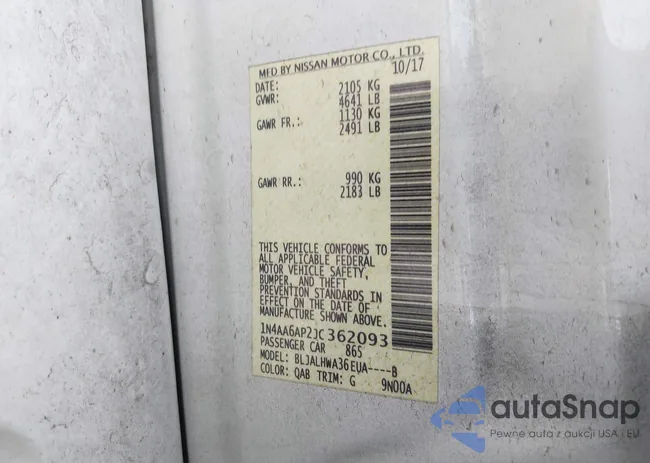 MFD BY NISSAN MOTOR CO., LTD.
DATE: 10/17
GVWR: 2105 KG
4641 LB
GAWR FR.: 1130 KG
2491 LB
GAWR RR.: 990 KG
2183 LB
THIS VEHICLE CONFORMS TO
ALL APPLICABLE FEDERAL
MOTOR VEHICLE SAFETY,
BUMPER, AND THEFT
PREVENTION STANDARDS IN
EFFECT ON THE DATE OF
MANUFACTURE SHOWN ABOVE.
1N4AA6AP2JC362093
PASSENGER CAR 865
MODEL: BLJALHWA36EUA----B
COLOR: QAB TRIM: G 9N00A
autaSnap
Pewne auta z aukcji USA i EU